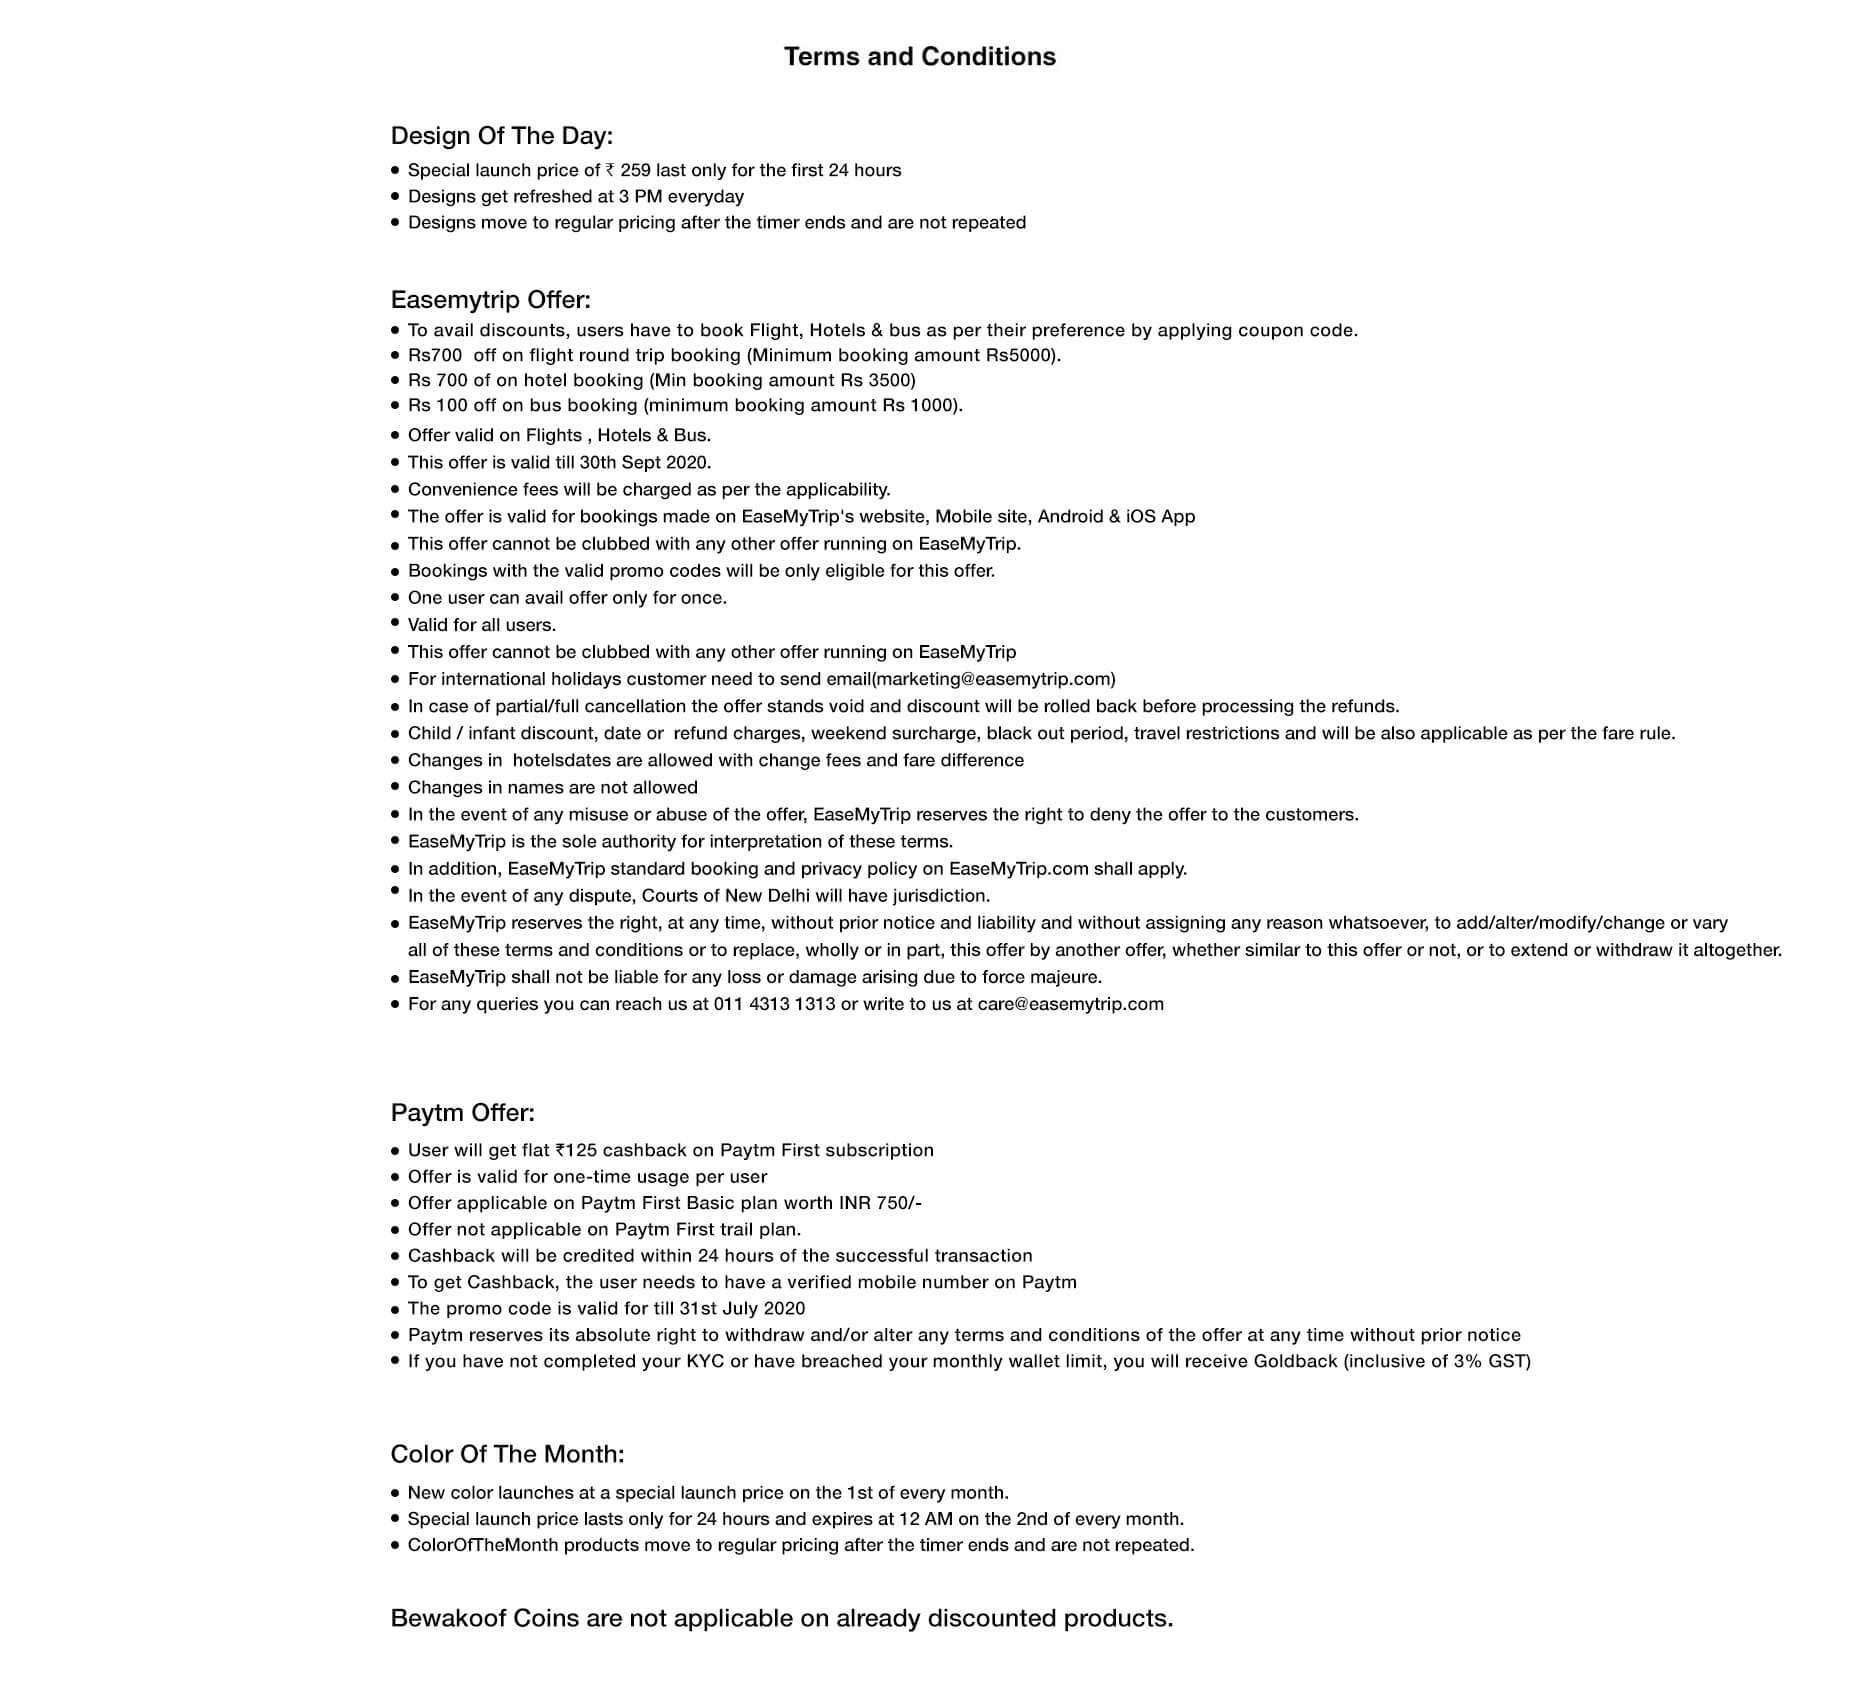 Terms and Conditions
Design Of The Day:
● Special launch price of ₹ 259 last only for the first 24 hours
● Designs get refreshed at 3 PM everyday
● Designs move to regular pricing after the timer ends and are not repeated
Easemytrip Offer:
● To avail discounts, users have to book Flight, Hotels & bus as per their preference by applying coupon code.
● Rs700  off on flight round trip booking (Minimum booking amount Rs5000).
● Rs 700 of on hotel booking (Min booking amount Rs 3500)
● Rs 100 off on bus booking (minimum booking amount Rs 1000).
● Offer valid on Flights , Hotels & Bus.
● This offer is valid till 30th Sept 2020.
● Convenience fees will be charged as per the applicability.
● The offer is valid for bookings made on EaseMyTrip's website, Mobile site, Android & iOS App
● This offer cannot be clubbed with any other offer running on EaseMyTrip.
● Bookings with the valid promo codes will be only eligible for this offer.
● One user can avail offer only for once.
● Valid for all users.
● This offer cannot be clubbed with any other offer running on EaseMyTrip
● For international holidays customer need to send email(marketing@easemytrip.com)
● In case of partial/full cancellation the offer stands void and discount will be rolled back before processing the refunds.
● Child / infant discount, date or  refund charges, weekend surcharge, black out period, travel restrictions and will be also applicable as per the fare rule.
● Changes in  hotelsdates are allowed with change fees and fare difference
● Changes in names are not allowed
● In the event of any misuse or abuse of the offer, EaseMyTrip reserves the right to deny the offer to the customers.
● EaseMyTrip is the sole authority for interpretation of these terms.
● In addition, EaseMyTrip standard booking and privacy policy on EaseMyTrip.com shall apply.
● In the event of any dispute, Courts of New Delhi will have jurisdiction.
● EaseMyTrip reserves the right, at any time, without prior notice and liability and without assigning any reason whatsoever, to add/alter/modify/change or vary
all of these terms and conditions or to replace, wholly or in part, this offer by another offer, whether similar to this offer or not, or to extend or withdraw it altogether.
● EaseMyTrip shall not be liable for any loss or damage arising due to force majeure.
● For any queries you can reach us at 011 4313 1313 or write to us at care@easemytrip.com
Paytm Offer:
● User will get flat ₹125 cashback on Paytm First subscription
● Offer is valid for one-time usage per user
● Offer applicable on Paytm First Basic plan worth INR 750/-
● Offer not applicable on Paytm First trail plan.
● Cashback will be credited within 24 hours of the successful transaction
● To get Cashback, the user needs to have a verified mobile number on Paytm
● The promo code is valid for till 31st July 2020
● Paytm reserves its absolute right to withdraw and/or alter any terms and conditions of the offer at any time without prior notice
● If you have not completed your KYC or have breached your monthly wallet limit, you will receive Goldback (inclusive of 3% GST)
Color Of The Month:
● New color launches at a special launch price on the 1st of every month.
● Special launch price lasts only for 24 hours and expires at 12 AM on the 2nd of every month.
● ColorOfTheMonth products move to regular pricing after the timer ends and are not repeated.
Bewakoof Coins are not applicable on already discounted products.